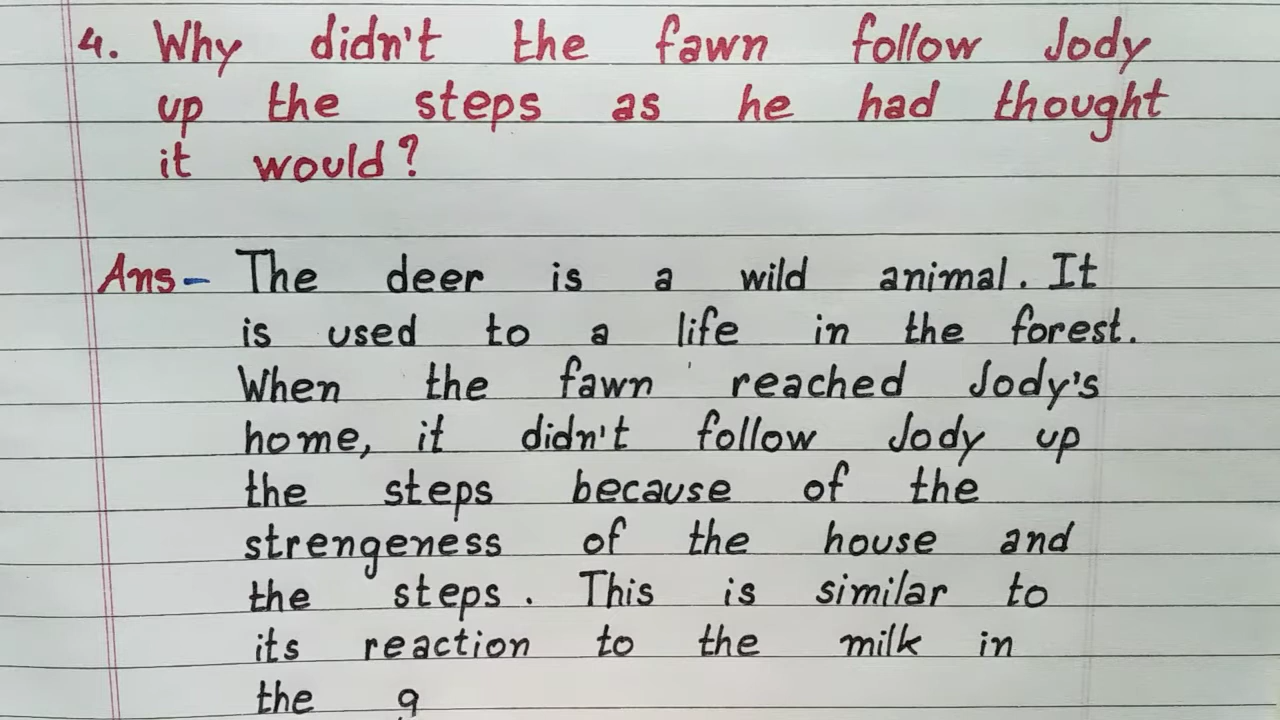 4. Why didn't the fawn follow Jody
up the steps as he had thought
it would?
Ans- The deer is a wild animal. It
is used to a life in the forest.
When the fawn reached Jody's
home, it didn't follow Jody up
the steps because of the
strengeness of the house and
the steps. This is similar to
its reaction to the milk in
the